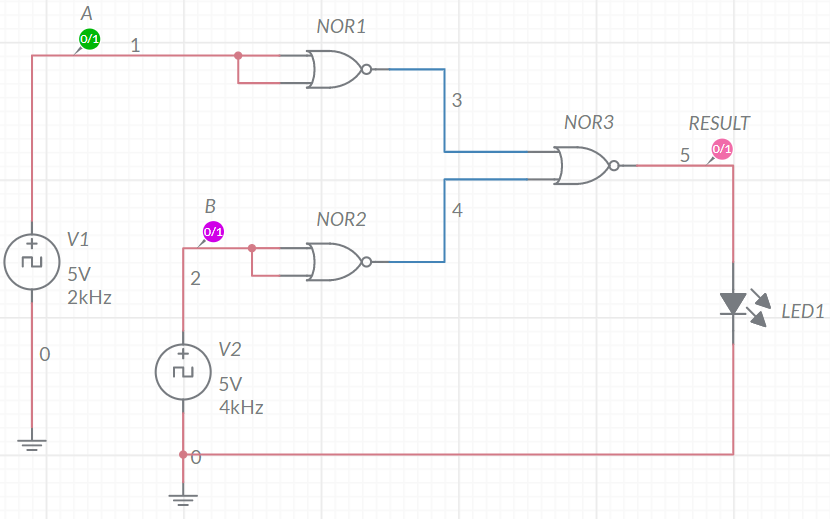 A
0/1
1
NOR1
3
NOR3
RESULT
0/1
5
B
0/1
NOR2
4
2
V1
5V
2kHz
0
V2
5V
4kHz
LED1
0